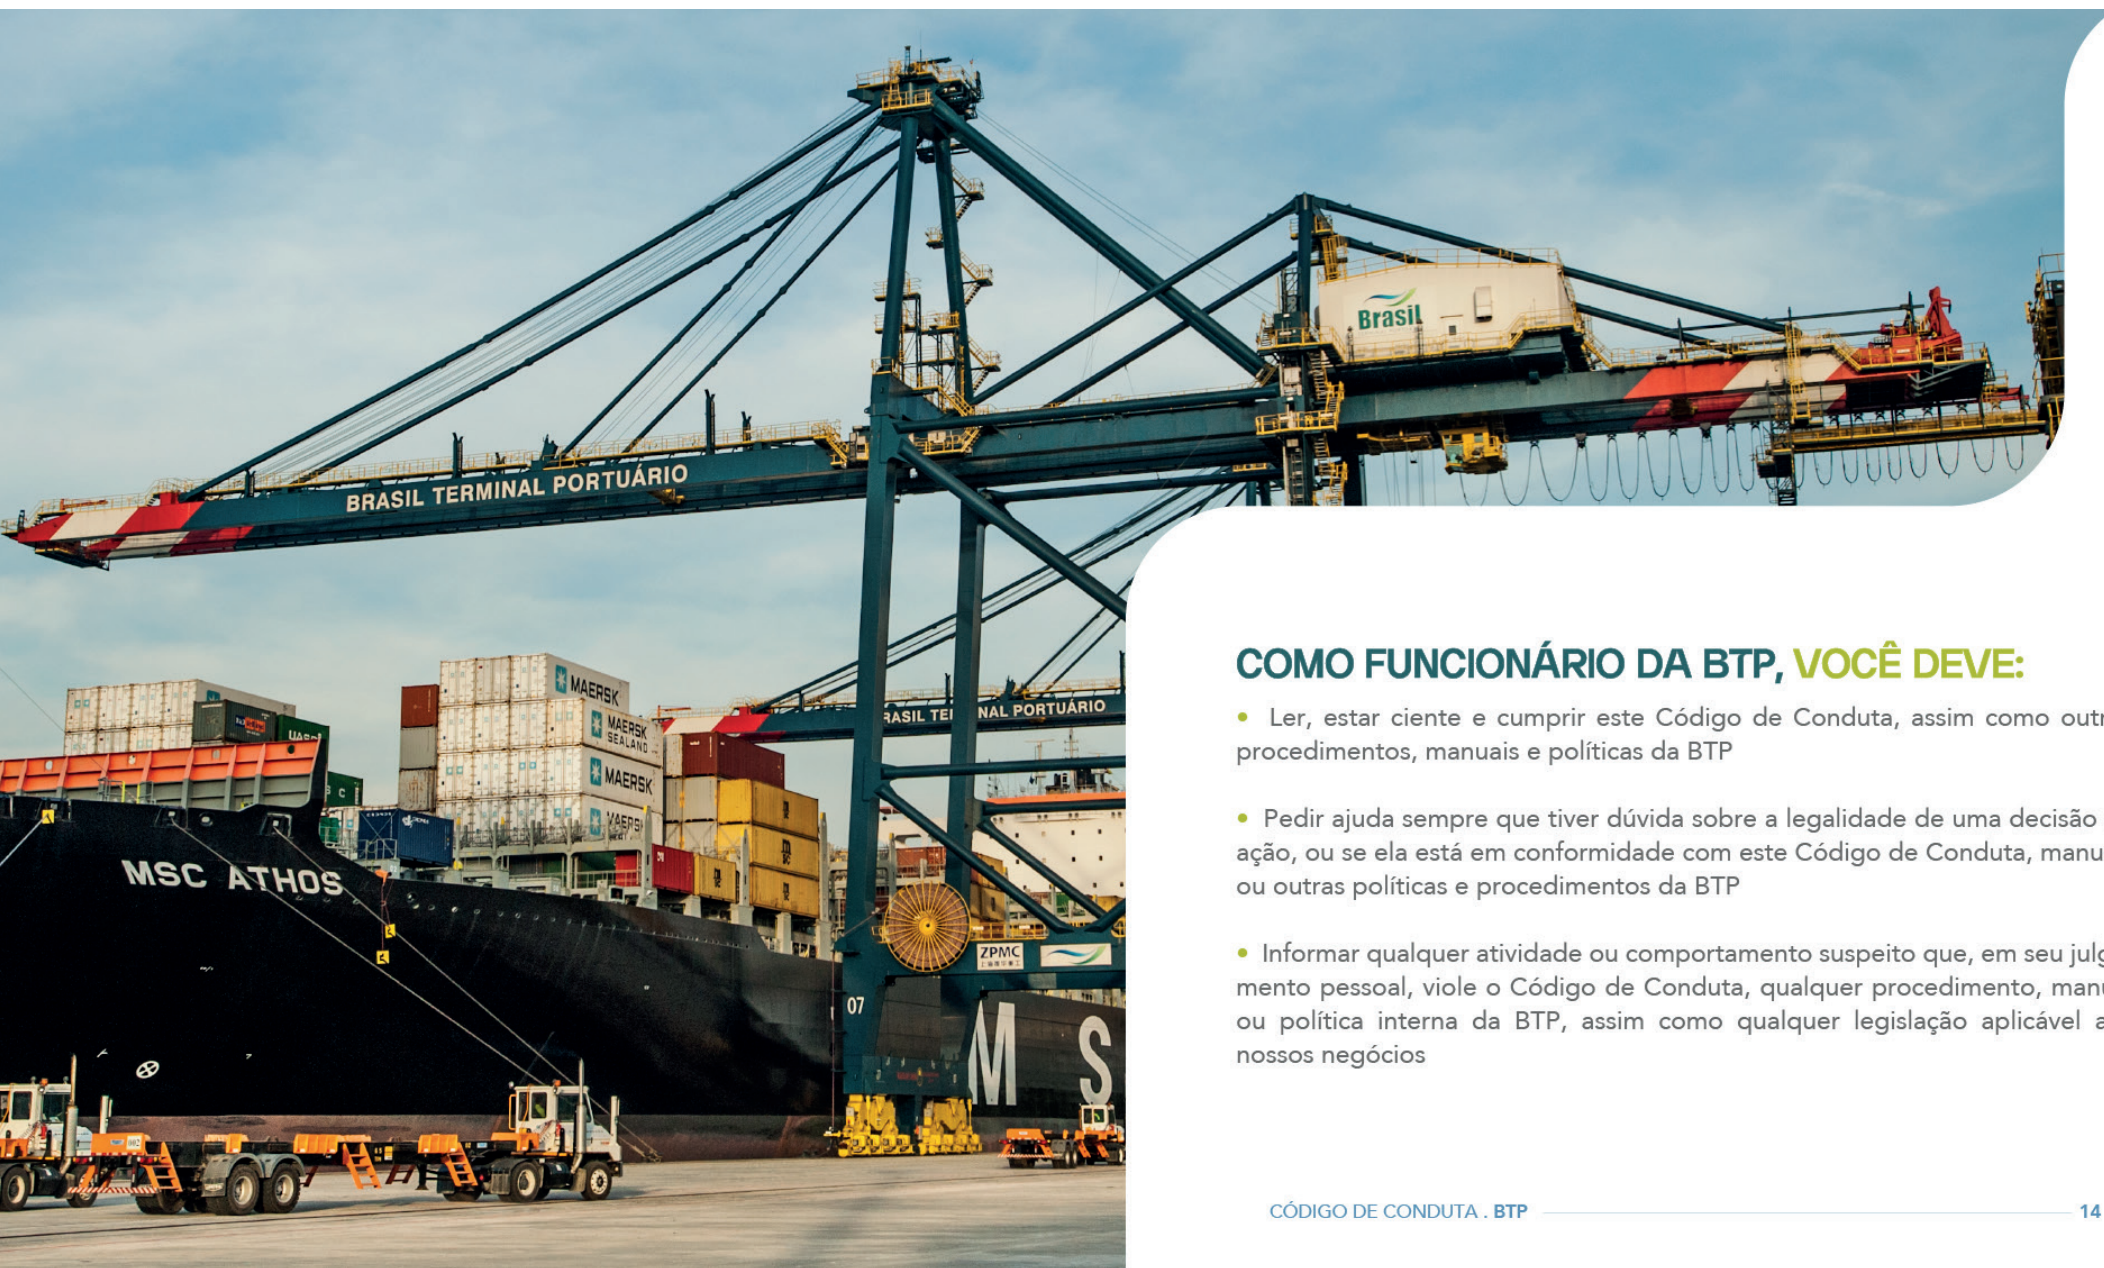 Brasil
BRASIL TERMINAL PORTUÁRIO
MAERSK
MAERSK
SEALAND
MAERSK
MAERSK
PORTUÁRIO
MSC ATHOS
ZPMC
07
M S
002
COMO FUNCIONÁRIO DA BTP, VOCÊ DEVE:
• Ler, estar ciente e cumprir este Código de Conduta, assim como outr
procedimentos, manuais e políticas da BTP
• Pedir ajuda sempre que tiver dúvida sobre a legalidade de uma decisão
ação, ou se ela está em conformidade com este Código de Conduta, manu
ou outras políticas e procedimentos da BTP
• Informar qualquer atividade ou comportamento suspeito que, em seu julg
mento pessoal, viole o Código de Conduta, qualquer procedimento, manu
ou política interna da BTP, assim como qualquer legislação aplicável a
nossos negócios
CÓDIGO DE CONDUTA . BTP 14